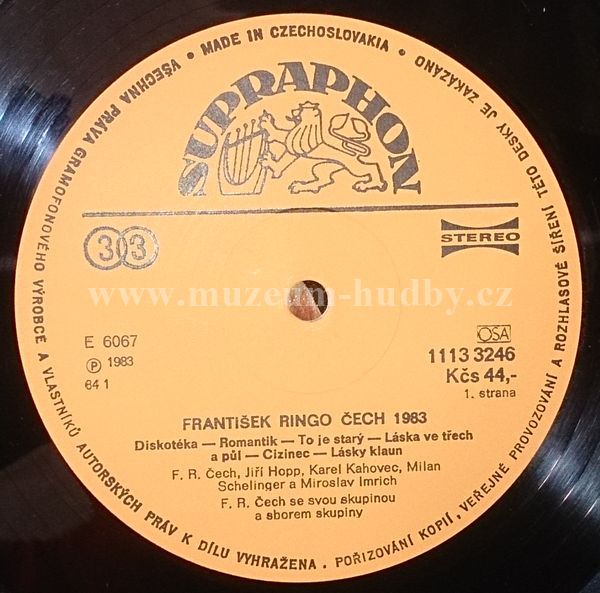 VŠECHNA PRÁVA GRAMOFONOVÉHO VÝROBCE A VLASTNÍKŮ AUTORSKÝCH PRÁV K DÍLU VYHRAŽENA. • POŘIZOVÁNÍ KOPIÍ, VEŘEJNÉ PROVOZOVÁNÍ A ROZHLASOVÉ ŠÍŘENÍ TÉTO DESKY JE ZAKÁZÁNO • MADE IN CZECHOSLOVAKIA •
SUPRAPHON
33
STEREO
www.muzeum-hudby.cz
E 6067
Ⓟ 1983
64 1
OSA
1113 3246
Kčs 44,-
1. strana
FRANTIŠEK RINGO ČECH 1983
Diskotéka — Romantik — To je starý — Láska ve třech
a půl — Cizinec — Lásky klaun
F. R. Čech, Jiří Hopp, Karel Kahovec, Milan
Schelinger a Miroslav Imrich
F. R. Čech se svou skupinou
a sborem skupiny